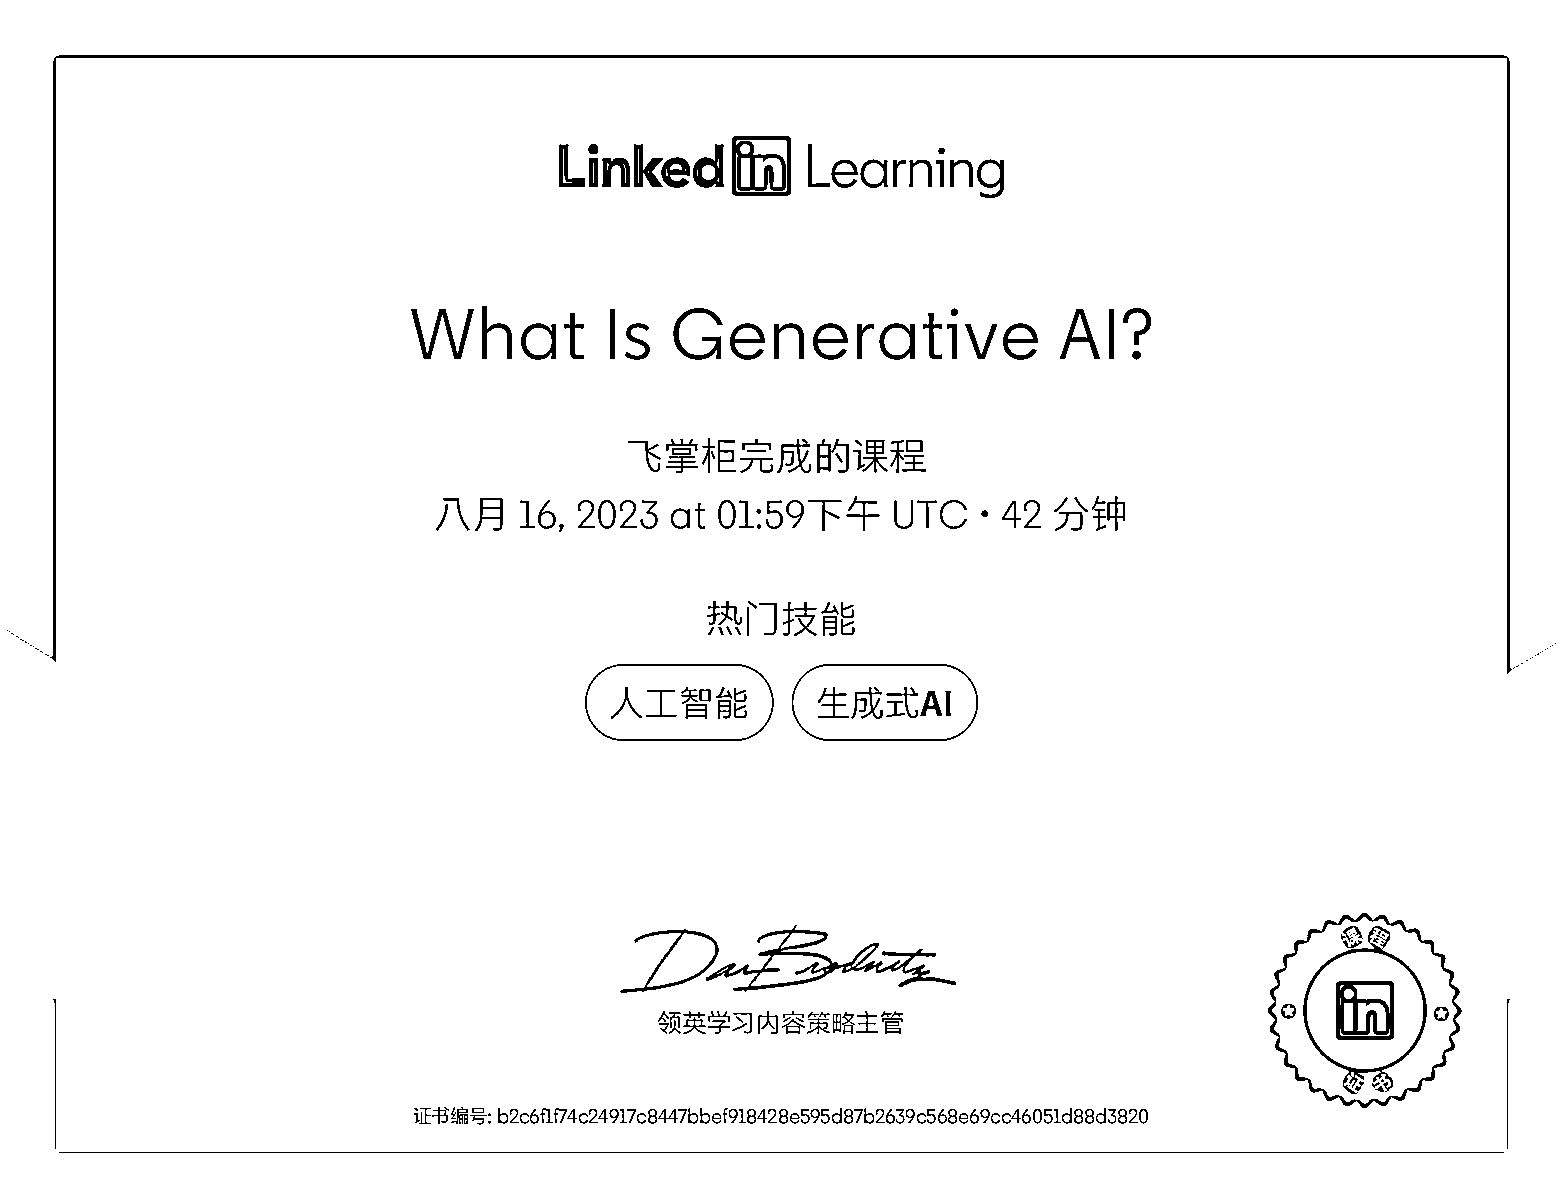 LinkedIn Learning
What Is Generative AI?
飞掌柜完成的课程
八月 16, 2023 at 01:59下午 UTC • 42 分钟
热门技能
人工智能
生成式AI
Dan Brodnitz
领英学习内容策略主管
课程
in
证书
证书编号: b2c6f1f74c24917c8447bbef918428e595d87b2639c568e69cc46051d88d3820